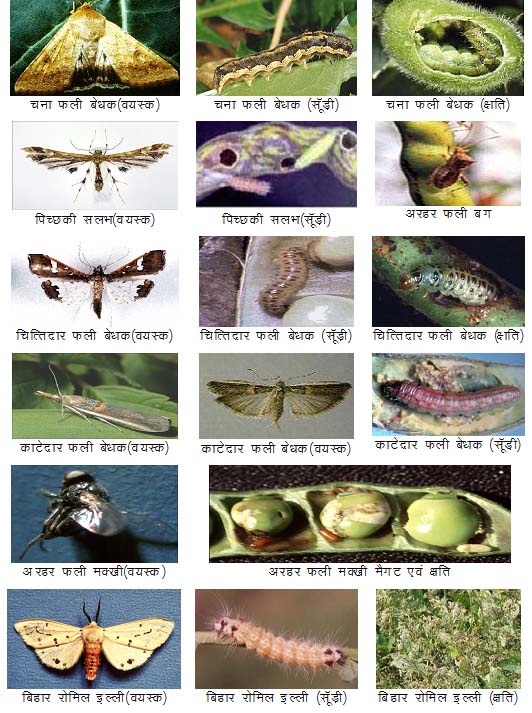 चना फली बेधक(वयस्क)
चना फली बेधक (सूँड़ी)
चना फली बेधक (क्षति)
पिच्छकी सलभ(वयस्क)
पिच्छकी सलभ(सूँड़ी)
अरहर फली बग
चित्तिदार फली बेधक(वयस्क)
चित्तिदार फली बेधक (सूँड़ी)
चित्तिदार फली बेधक (क्षति)
काटेदार फली बेधक(वयस्क)
काटेदार फली बेधक(वयस्क)
काटेदार फली बेधक (सूँड़ी)
अरहर फली मक्खी(वयस्क)
अरहर फली मक्खी मैगट एवं क्षति
बिहार रोमिल इल्ली(वयस्क)
बिहार रोमिल इल्ली (सूँड़ी)
बिहार रोमिल इल्ली (क्षति)